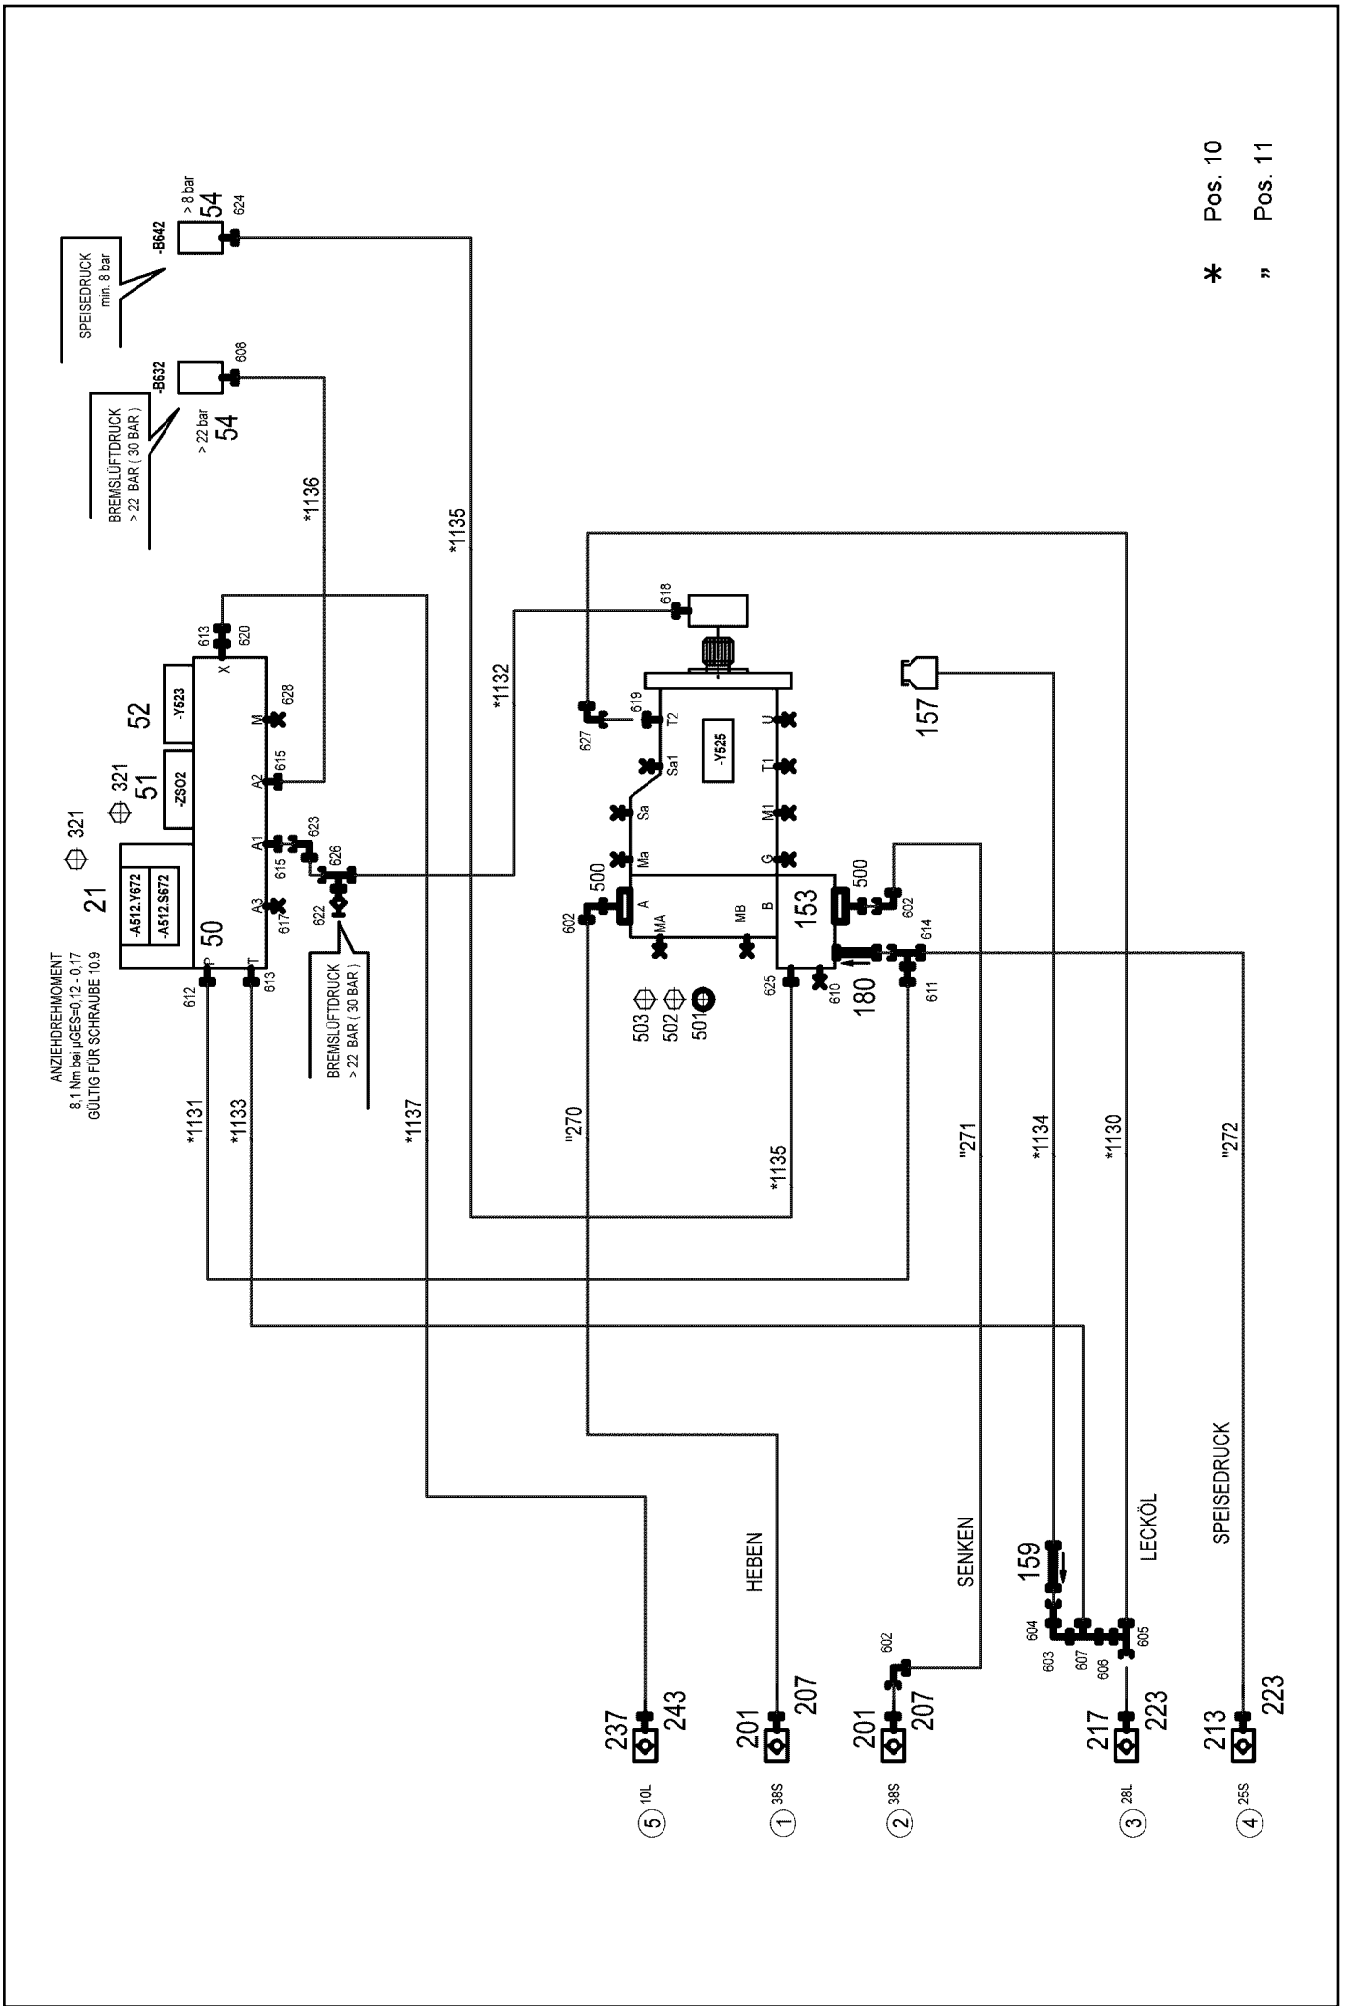 ANZIEHDREHMOMENT
8,1 Nm bei µGES=0,12 - 0,17
GÜLTIG FÜR SCHRAUBE 10.9
21
321
321
51
52
-A512.Y672
-A512.S672
-ZSO2
-Y523
50
P
T
A3
A1
A2
M
X
612
613
617
615
615
628
613
620
623
626
622
BREMSLÜFTDRUCK
> 22 BAR ( 30 BAR )
BREMSLÜFTDRUCK
> 22 BAR ( 30 BAR )
-B632
> 22 bar
54
608
SPEISEDRUCK
min. 8 bar
-B642
> 8 bar
54
624
*1131
*1133
*1137
*1136
*1135
*1132
"270
*1135
"271
*1134
*1130
"272
602
500
A
MA
MB
B
Ma
Sa
Sa1
T2
619
627
618
-Y525
G
M1
T1
U
153
500
602
614
611
180
610
625
503
502
501
157
HEBEN
SENKEN
LECKÖL
SPEISEDRUCK
159
604
603
607
606
605
602
237
243
201
207
201
207
217
223
213
223
5 10L
1 38S
2 38S
3 28L
4 25S
* Pos. 10
" Pos. 11